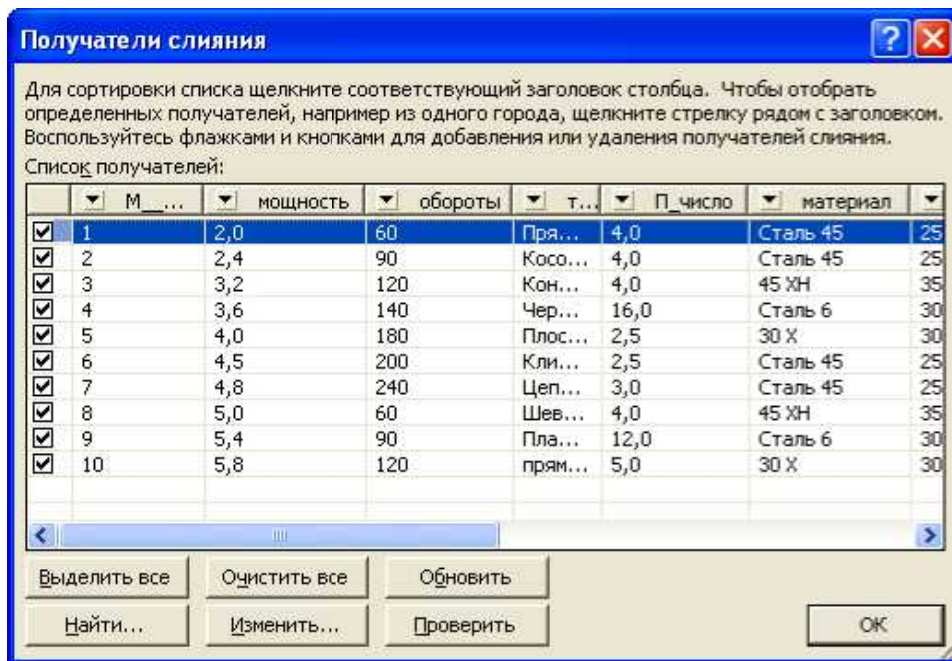 Получатели слияния
Для сортировки списка щелкните соответствующий заголовок столбца. Чтобы отобрать
определенных получателей, например из одного города, щелкните стрелку рядом с заголовком.
Воспользуйтесь флажками и кнопками для добавления или удаления получателей слияния.
Список получателей:
М__... мощность обороты т... П_число материал
1 2,0 60 Пря... 4,0 Сталь 45 25
2 2,4 90 Косо... 4,0 Сталь 45 25
3 3,2 120 Кон... 4,0 45 ХН 35
4 3,6 140 Чер... 16,0 Сталь 6 30
5 4,0 180 Плос... 2,5 30 Х 30
6 4,5 200 Кли... 2,5 Сталь 45 25
7 4,8 240 Цеп... 3,0 Сталь 45 25
8 5,0 60 Шев... 4,0 45 ХН 35
9 5,4 90 Пла... 12,0 Сталь 6 30
10 5,8 120 прям... 5,0 30 Х 30
Выделить все Очистить все Обновить
Найти... Изменить... Проверить ОК